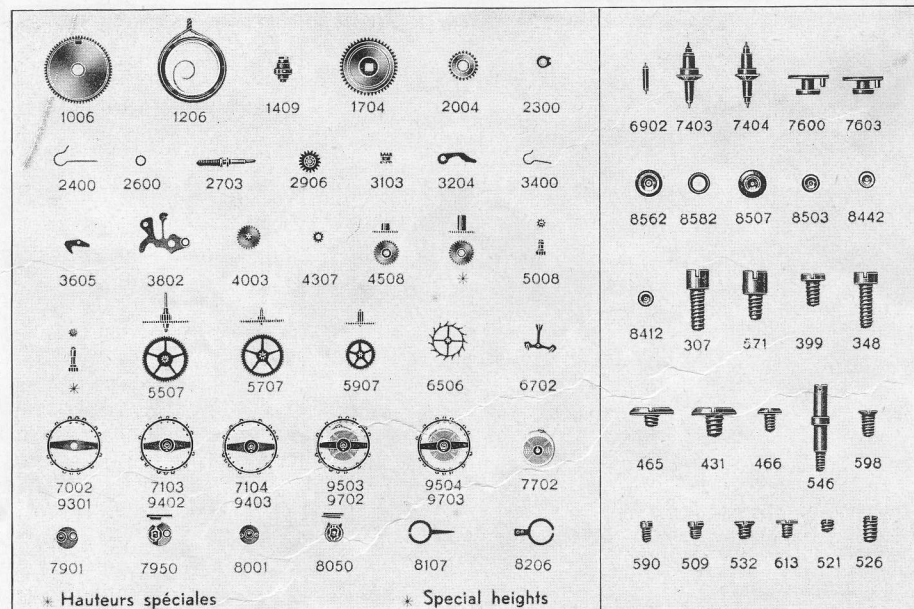 1006 1206 1409 1704 2004 2300
2400 2600 2703 2906 3103 3204 3400
3605 3802 4003 4307 4508 * 5008
* 5507 5707 5907 6506 6702
7002 7103 7104 9503 9504 7702
9301 9402 9403 9702 9703
7901 7950 8001 8050 8107 8206
* Hauteurs spéciales * Special heights
6902 7403 7404 7600 7603
8562 8582 8507 8503 8442
8412 307 571 399 348
465 431 466 546 598
590 509 532 613 521 526